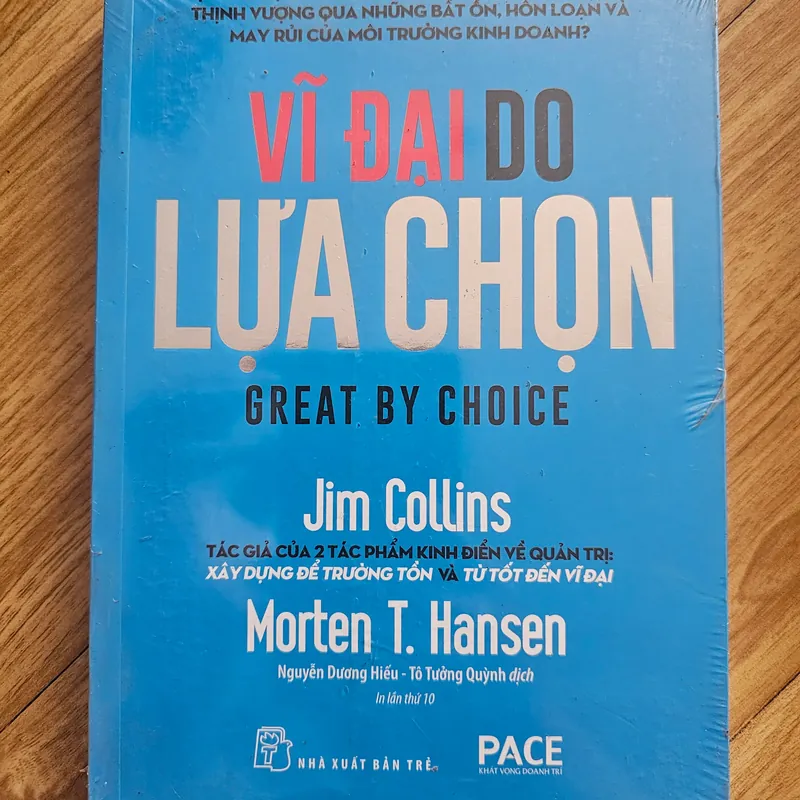 THỊNH VƯỢNG QUA NHỮNG BẤT ỔN, HỖN LOẠN VÀ
MAY RỦI CỦA MÔI TRƯỜNG KINH DOANH?
VĨ ĐẠI DO
LỰA CHỌN
GREAT BY CHOICE
Jim Collins
TÁC GIẢ CỦA 2 TÁC PHẨM KINH ĐIỂN VỀ QUẢN TRỊ:
XÂY DỰNG ĐỂ TRƯỜNG TỒN VÀ TỪ TỐT ĐẾN VĨ ĐẠI
Morten T. Hansen
Nguyễn Dương Hiếu - Tô Tưởng Quỳnh dịch
In lần thứ 10
NHÀ XUẤT BẢN TRẺ
PACE
KHÁT VỌNG DOANH TRÍ